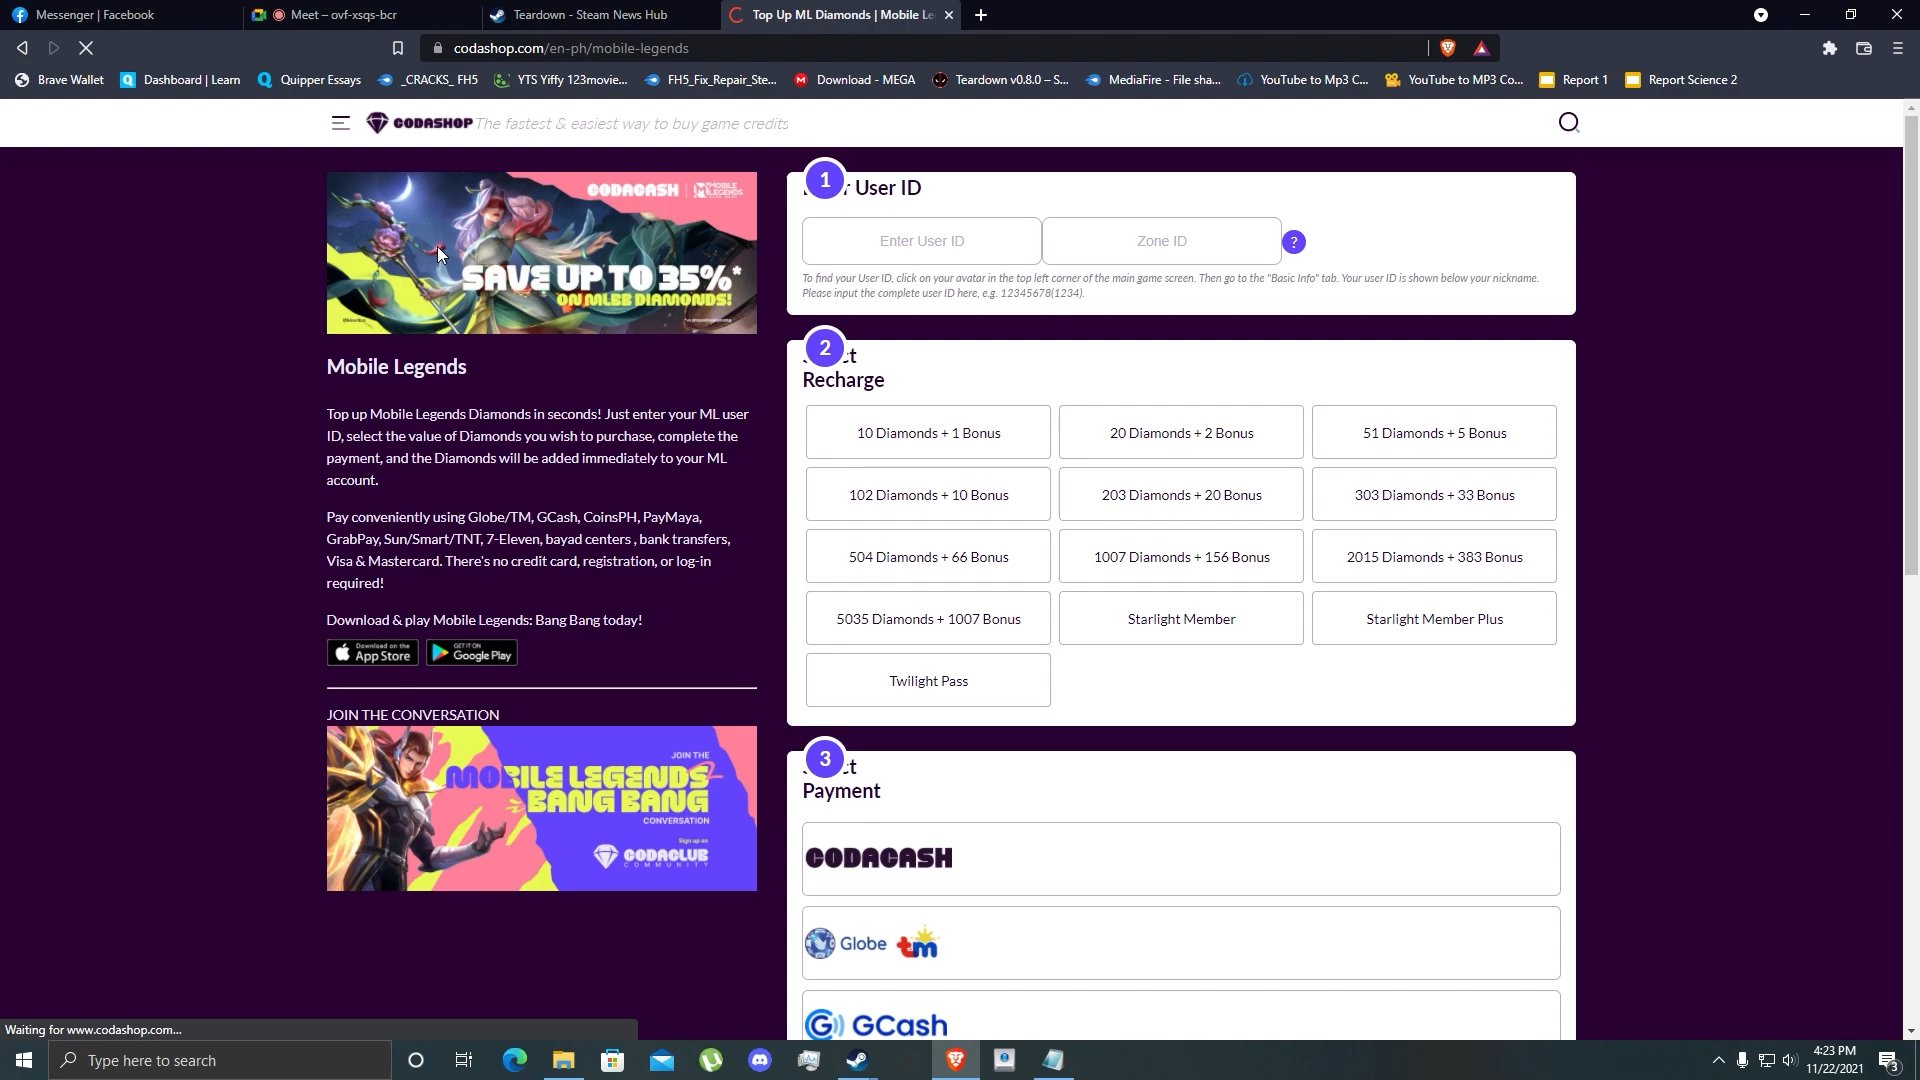 Messenger | Facebook
Meet – ovf-xsqs-bcr
Teardown - Steam News Hub
Top Up ML Diamonds | Mobile Le
codashop.com/en-ph/mobile-legends
Brave Wallet
Dashboard | Learn
Quipper Essays
_CRACKS_ FH5
YTS Yiffy 123movie...
FH5_Fix_Repair_Ste...
Download - MEGA
Teardown v0.8.0 – S...
MediaFire - File sha...
YouTube to Mp3 C...
YouTube to MP3 Co...
Report 1
Report Science 2
CODASHOP The fastest & easiest way to buy game credits
CODACASH | MOBILE LEGENDS
SAVE UP TO 35%*
ON MLBB DIAMONDS!
Mobile Legends
Top up Mobile Legends Diamonds in seconds! Just enter your ML user
ID, select the value of Diamonds you wish to purchase, complete the
payment, and the Diamonds will be added immediately to your ML
account.
Pay conveniently using Globe/TM, GCash, CoinsPH, PayMaya,
GrabPay, Sun/Smart/TNT, 7-Eleven, bayad centers , bank transfers,
Visa & Mastercard. There's no credit card, registration, or log-in
required!
Download & play Mobile Legends: Bang Bang today!
Download on the
App Store
GET IT ON
Google Play
JOIN THE CONVERSATION
JOIN THE
MOBILE LEGENDS
BANG BANG
CONVERSATION
Sign up on
CODACLUB
COMMUNITY
1
User ID
Enter User ID
Zone ID
?
To find your User ID, click on your avatar in the top left corner of the main game screen. Then go to the "Basic Info" tab. Your user ID is shown below your nickname.
Please input the complete user ID here, e.g. 12345678(1234).
2
Recharge
10 Diamonds + 1 Bonus
20 Diamonds + 2 Bonus
51 Diamonds + 5 Bonus
102 Diamonds + 10 Bonus
203 Diamonds + 20 Bonus
303 Diamonds + 33 Bonus
504 Diamonds + 66 Bonus
1007 Diamonds + 156 Bonus
2015 Diamonds + 383 Bonus
5035 Diamonds + 1007 Bonus
Starlight Member
Starlight Member Plus
Twilight Pass
3
Payment
CODACASH
Globe tm
GCash
Waiting for www.codashop.com...
Type here to search
4:23 PM
11/22/2021
3